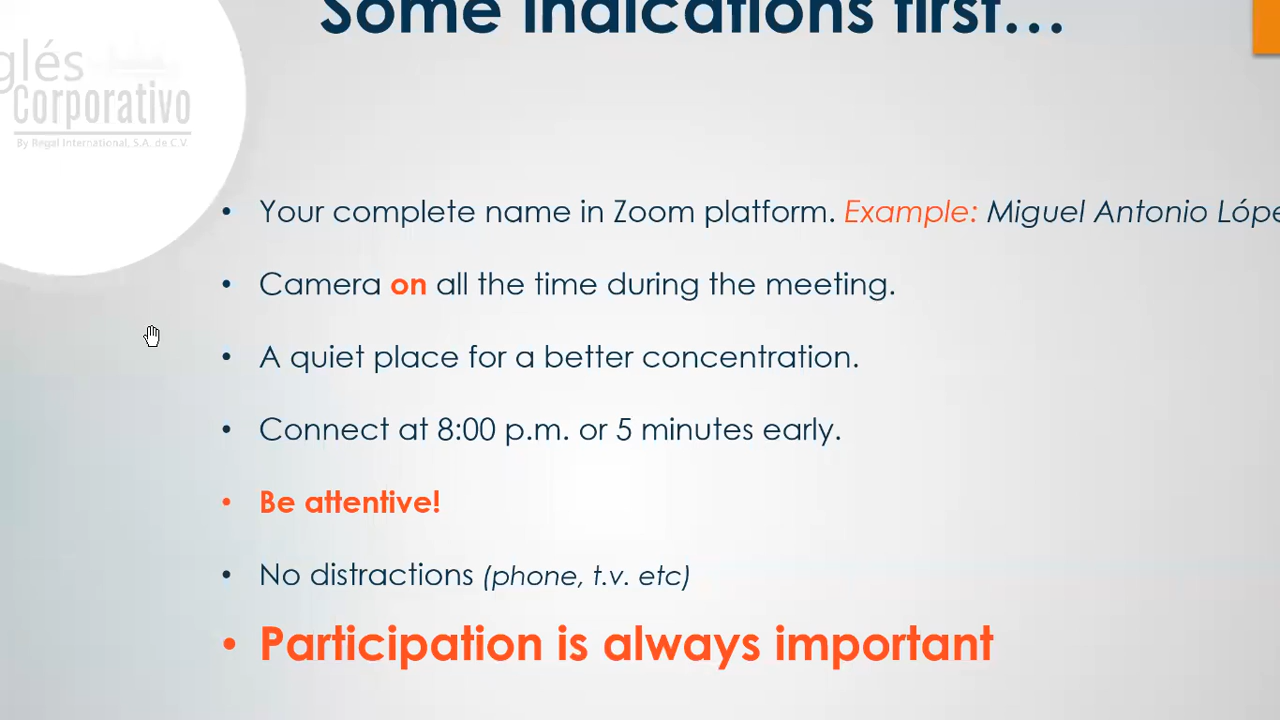 Some indications first...
glés
Corporativo
By Regal International, S.A. de C.V
• Your complete name in Zoom platform. Example: Miguel Antonio Lópe
• Camera on all the time during the meeting.
• A quiet place for a better concentration.
• Connect at 8:00 p.m. or 5 minutes early.
• Be attentive!
• No distractions (phone, t.v. etc)
• Participation is always important